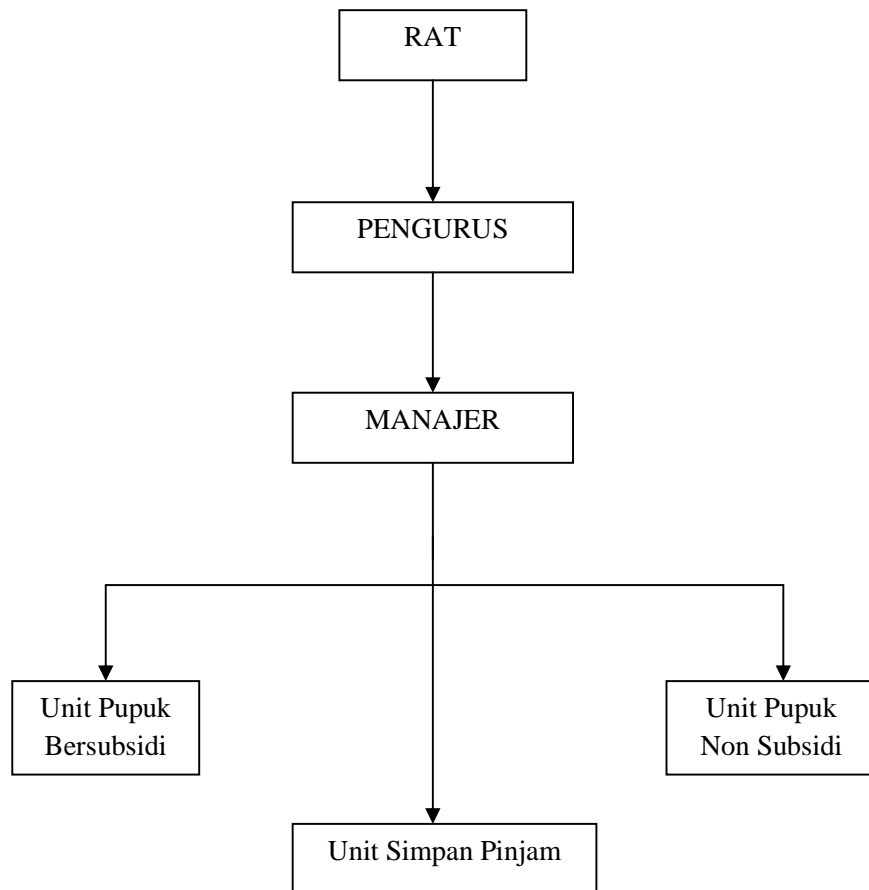 RAT
PENGURUS
MANAJER
Unit Pupuk
Bersubsidi
Unit Pupuk
Non Subsidi
Unit Simpan Pinjam